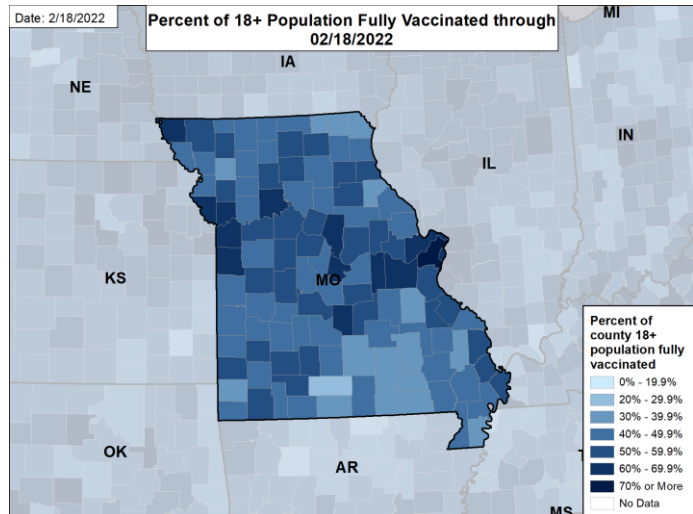 Date: 2/18/2022
Percent of 18+ Population Fully Vaccinated through
02/18/2022
MI
IA
NE
IN
IL
KS
MO
Percent of
county 18+
population fully
vaccinated
0% - 19.9%
20% - 29.9%
30% - 39.9%
40% - 49.9%
50% - 59.9%
60% - 69.9%
70% or More
No Data
OK
AR
MS